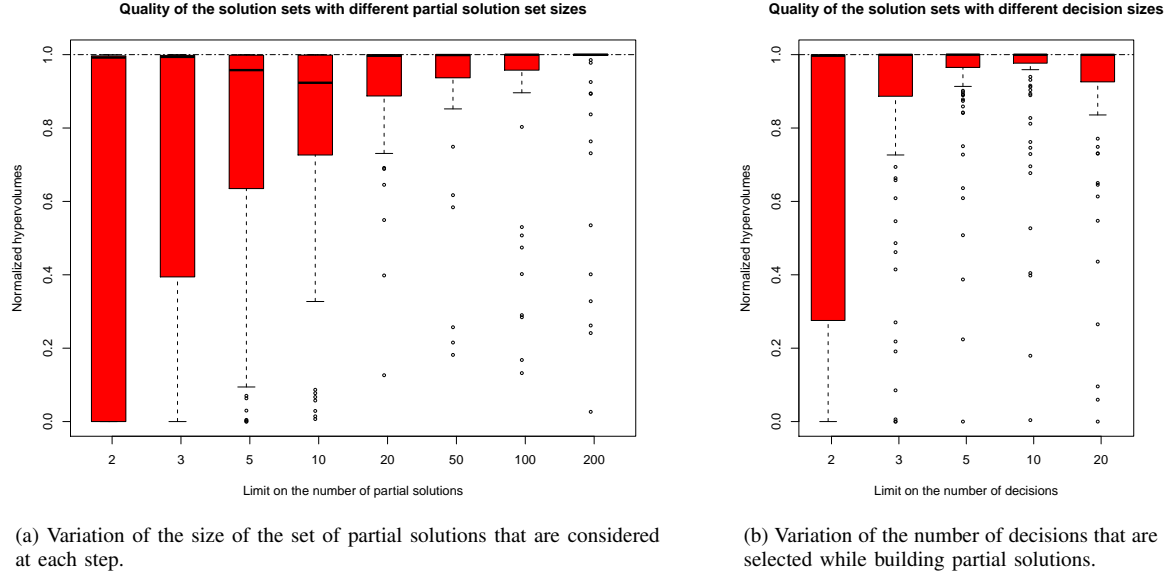 Quality of the solution sets with different partial solution set sizes
Normalized hypervolumes
1.0
0.8
0.6
0.4
0.2
0.0
2 3 5 10 20 50 100 200
Limit on the number of partial solutions
(a) Variation of the size of the set of partial solutions that are considered
at each step.
Quality of the solution sets with different decision sizes
Normalized hypervolumes
1.0
0.8
0.6
0.4
0.2
0.0
2 3 5 10 20
Limit on the number of decisions
(b) Variation of the number of decisions that are
selected while building partial solutions.